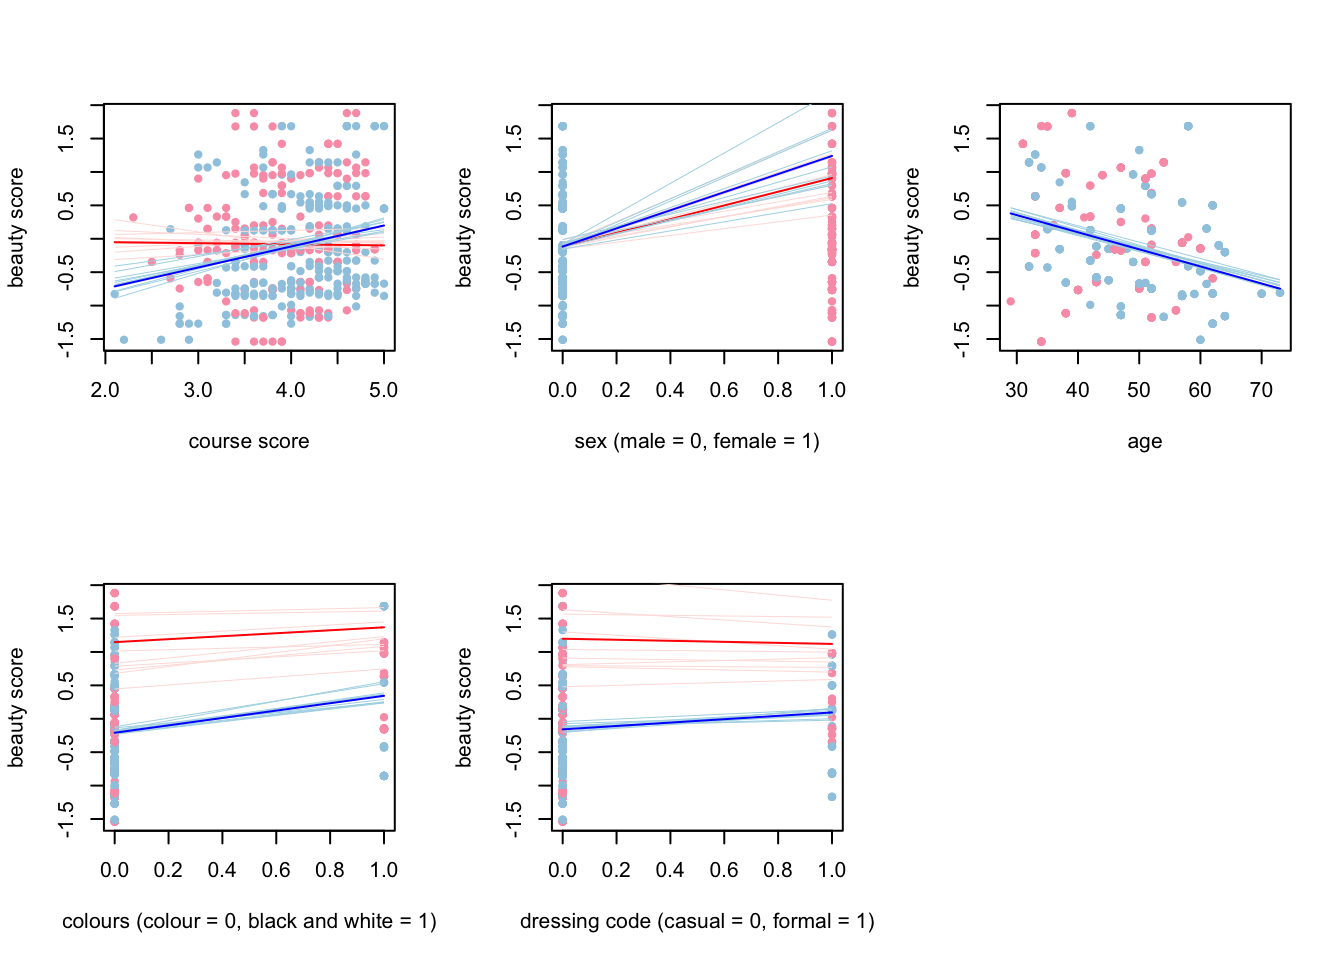 beauty score
-1.5 -0.5 0.5 1.5
2.0 3.0 4.0 5.0
course score
beauty score
-1.5 -0.5 0.5 1.5
0.0 0.2 0.4 0.6 0.8 1.0
sex (male = 0, female = 1)
beauty score
-1.5 -0.5 0.5 1.5
30 40 50 60 70
age
beauty score
-1.5 -0.5 0.5 1.5
0.0 0.2 0.4 0.6 0.8 1.0
colours (colour = 0, black and white = 1)
beauty score
-1.5 -0.5 0.5 1.5
0.0 0.2 0.4 0.6 0.8 1.0
dressing code (casual = 0, formal = 1)